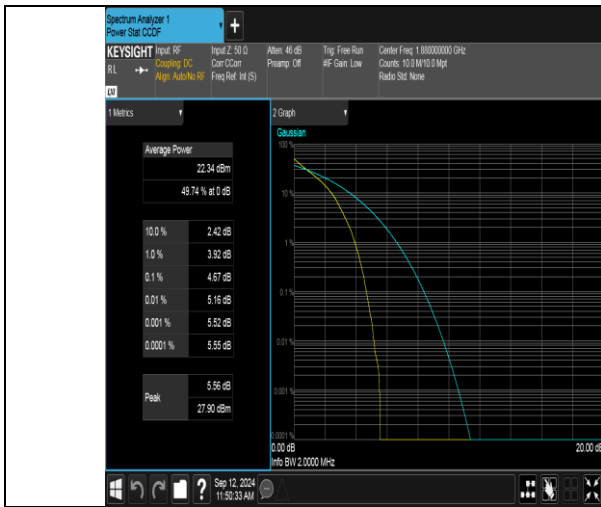 Spectrum Analyzer 1
Power Stat CCDF
KEYSIGHT
R L
LXI
Input: RF
Coupling: DC
Align: Auto/No RF
Input Z: 50 Ω
Corr CCorr
Freq Ref: Int (S)
Atten: 46 dB
Preamp: Off
Trig: Free Run
#IF Gain: Low
Center Freq: 1.880000000 GHz
Counts: 10.0 M/10.0 Mpt
Radio Std: None
1 Metrics
Average Power
22.34 dBm
49.74 % at 0 dB
10.0 % 2.42 dB
1.0 % 3.92 dB
0.1 % 4.67 dB
0.01 % 5.16 dB
0.001 % 5.52 dB
0.0001 % 5.55 dB
Peak
5.56 dB
27.90 dBm
2 Graph
Gaussian
100 %
10 %
1 %
0.1 %
0.01 %
0.001 %
0.0001 %
0.00 dB
20.00 dB
Info BW 2.0000 MHz
?
Sep 12, 2024
11:50:33 AM